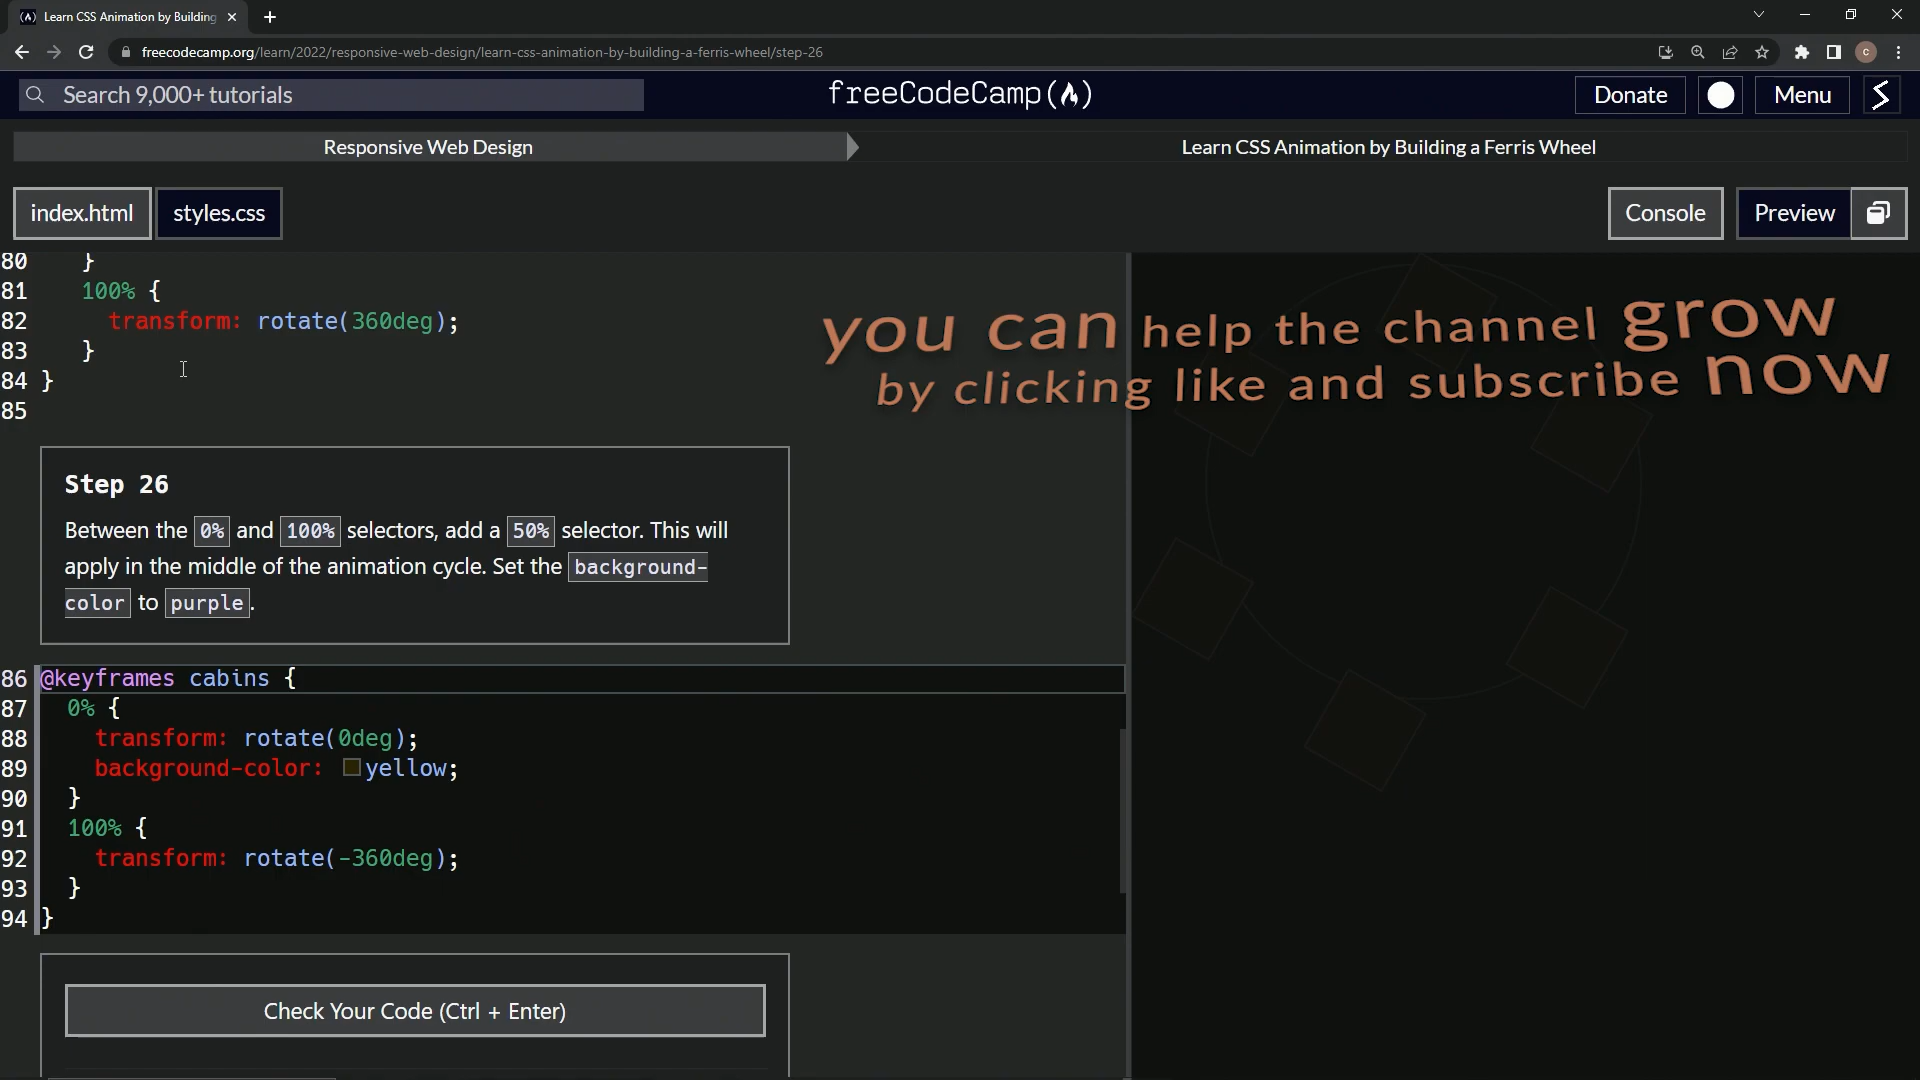 Learn CSS Animation by Building
freecodecamp.org/learn/2022/responsive-web-design/learn-css-animation-by-building-a-ferris-wheel/step-26
C
Search 9,000+ tutorials
freeCodeCamp
Donate
Menu
Responsive Web Design
Learn CSS Animation by Building a Ferris Wheel
index.html
styles.css
Console
Preview
80 }
81 100% {
82 transform: rotate(360deg);
83 }
84 }
85
you can help the channel grow
by clicking like and subscribe now
Step 26
Between the 0% and 100% selectors, add a 50% selector. This will
apply in the middle of the animation cycle. Set the background-
color to purple.
86 @keyframes cabins {
87 0% {
88 transform: rotate(0deg);
89 background-color: yellow;
90 }
91 100% {
92 transform: rotate(-360deg);
93 }
94 }
Check Your Code (Ctrl + Enter)